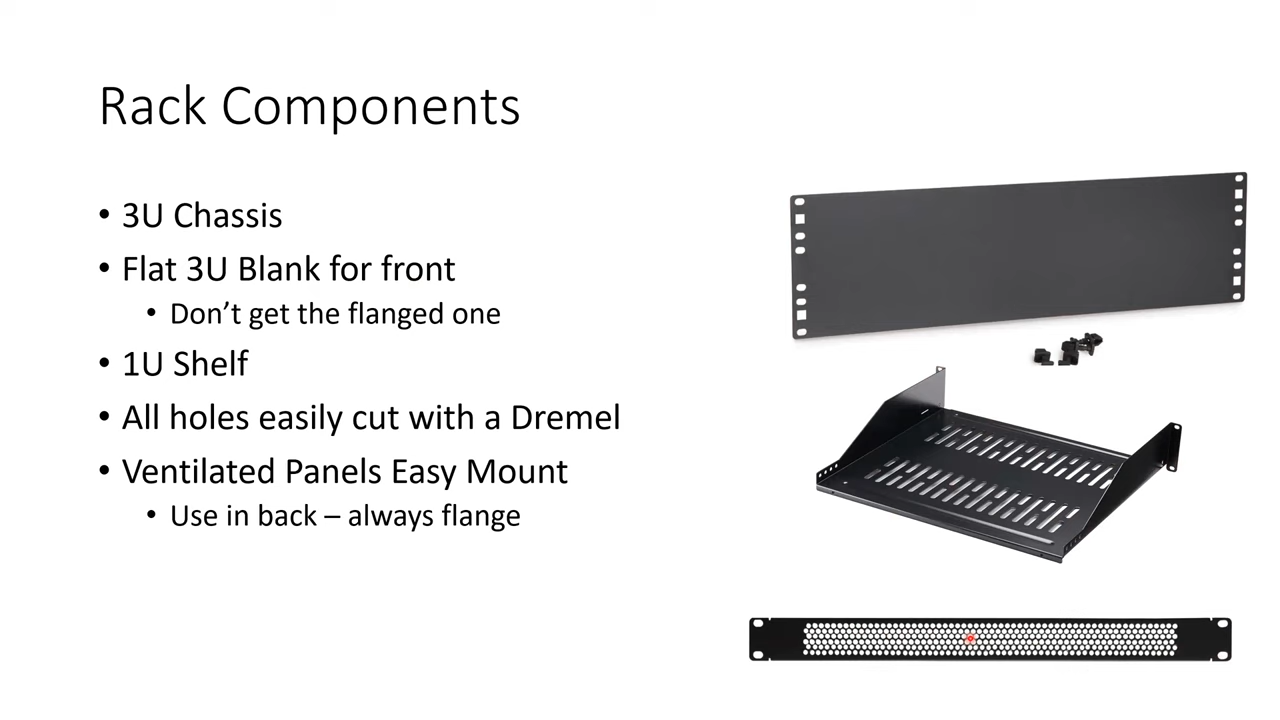 Rack Components
• 3U Chassis
• Flat 3U Blank for front
• Don’t get the flanged one
• 1U Shelf
• All holes easily cut with a Dremel
• Ventilated Panels Easy Mount
• Use in back – always flange